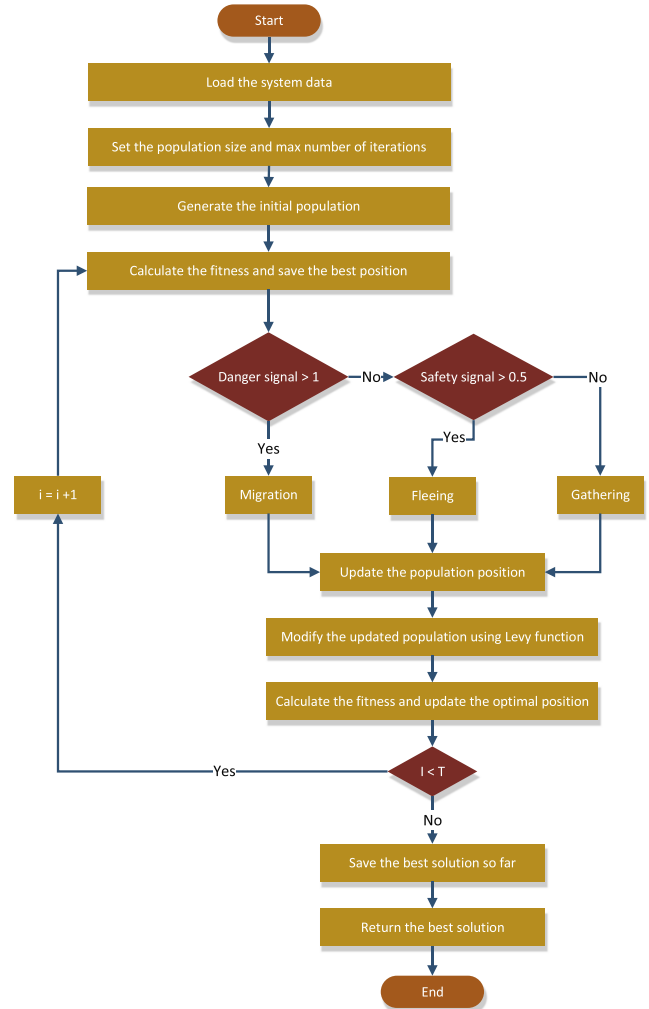 Start
Load the system data
Set the population size and max number of iterations
Generate the initial population
Calculate the fitness and save the best position
Danger signal > 1
No
Safety signal > 0.5
No
Yes
Yes
i = i +1
Migration
Fleeing
Gathering
Update the population position
Modify the updated population using Levy function
Calculate the fitness and update the optimal position
Yes
I < T
No
Save the best solution so far
Return the best solution
End